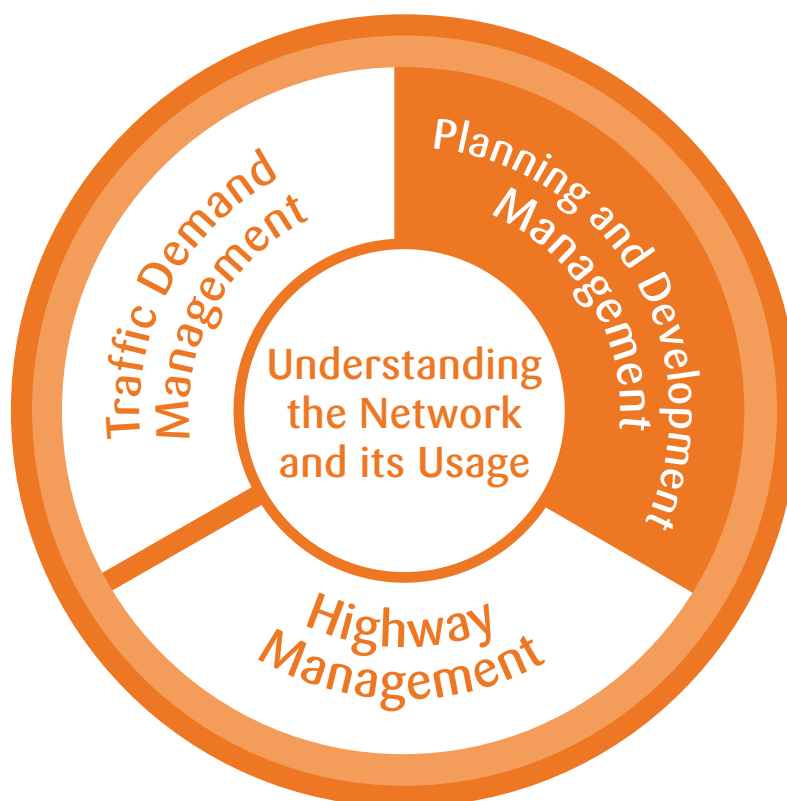 Traffic Demand
Management
Planning and Development
Management
Understanding
the Network
and its Usage
Highway
Management